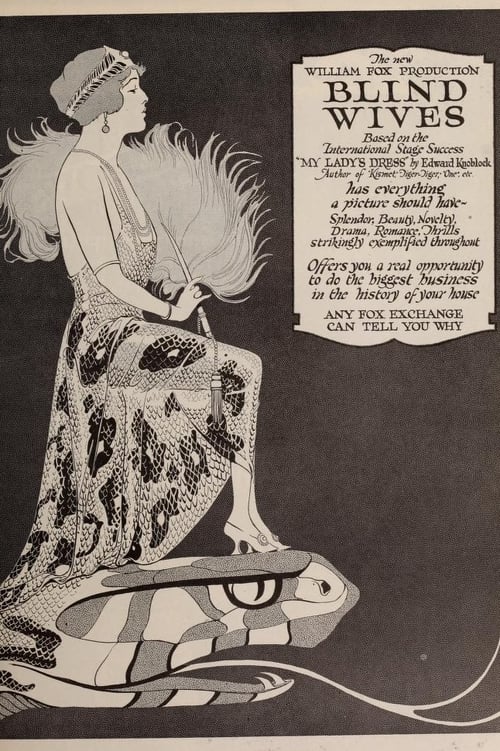 The new
WILLIAM FOX PRODUCTION
BLIND
WIVES
Based on the
International Stage Success
"MY LADY'S DRESS" by Edward Knoblock
Author of "Kismet, Tiger-Tiger, One, etc.
has everything
a picture should have~
Splendor, Beauty, Novelty,
Drama, Romance, Thrills
strikingly exemplified throughout
Offers you a real opportunity
to do the biggest business
in the history of your house
ANY FOX EXCHANGE
CAN TELL YOU WHY